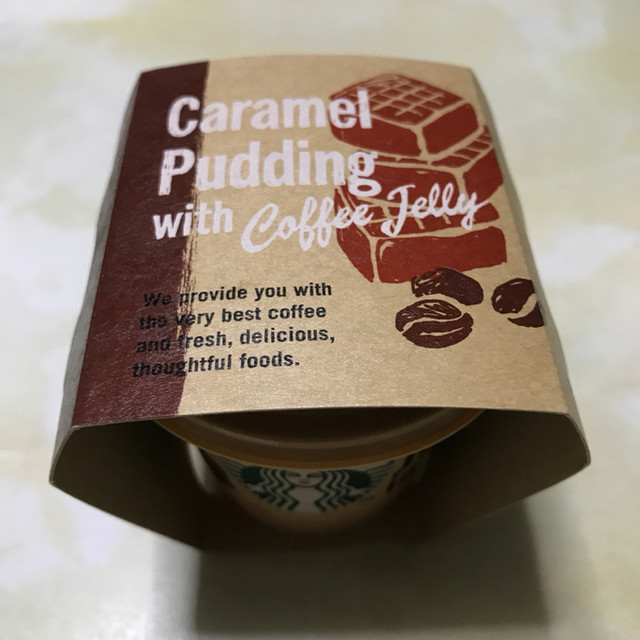 Caramel
Pudding
with Coffee Jelly
We provide you with
the very best coffee
and fresh, delicious,
thoughtful foods.